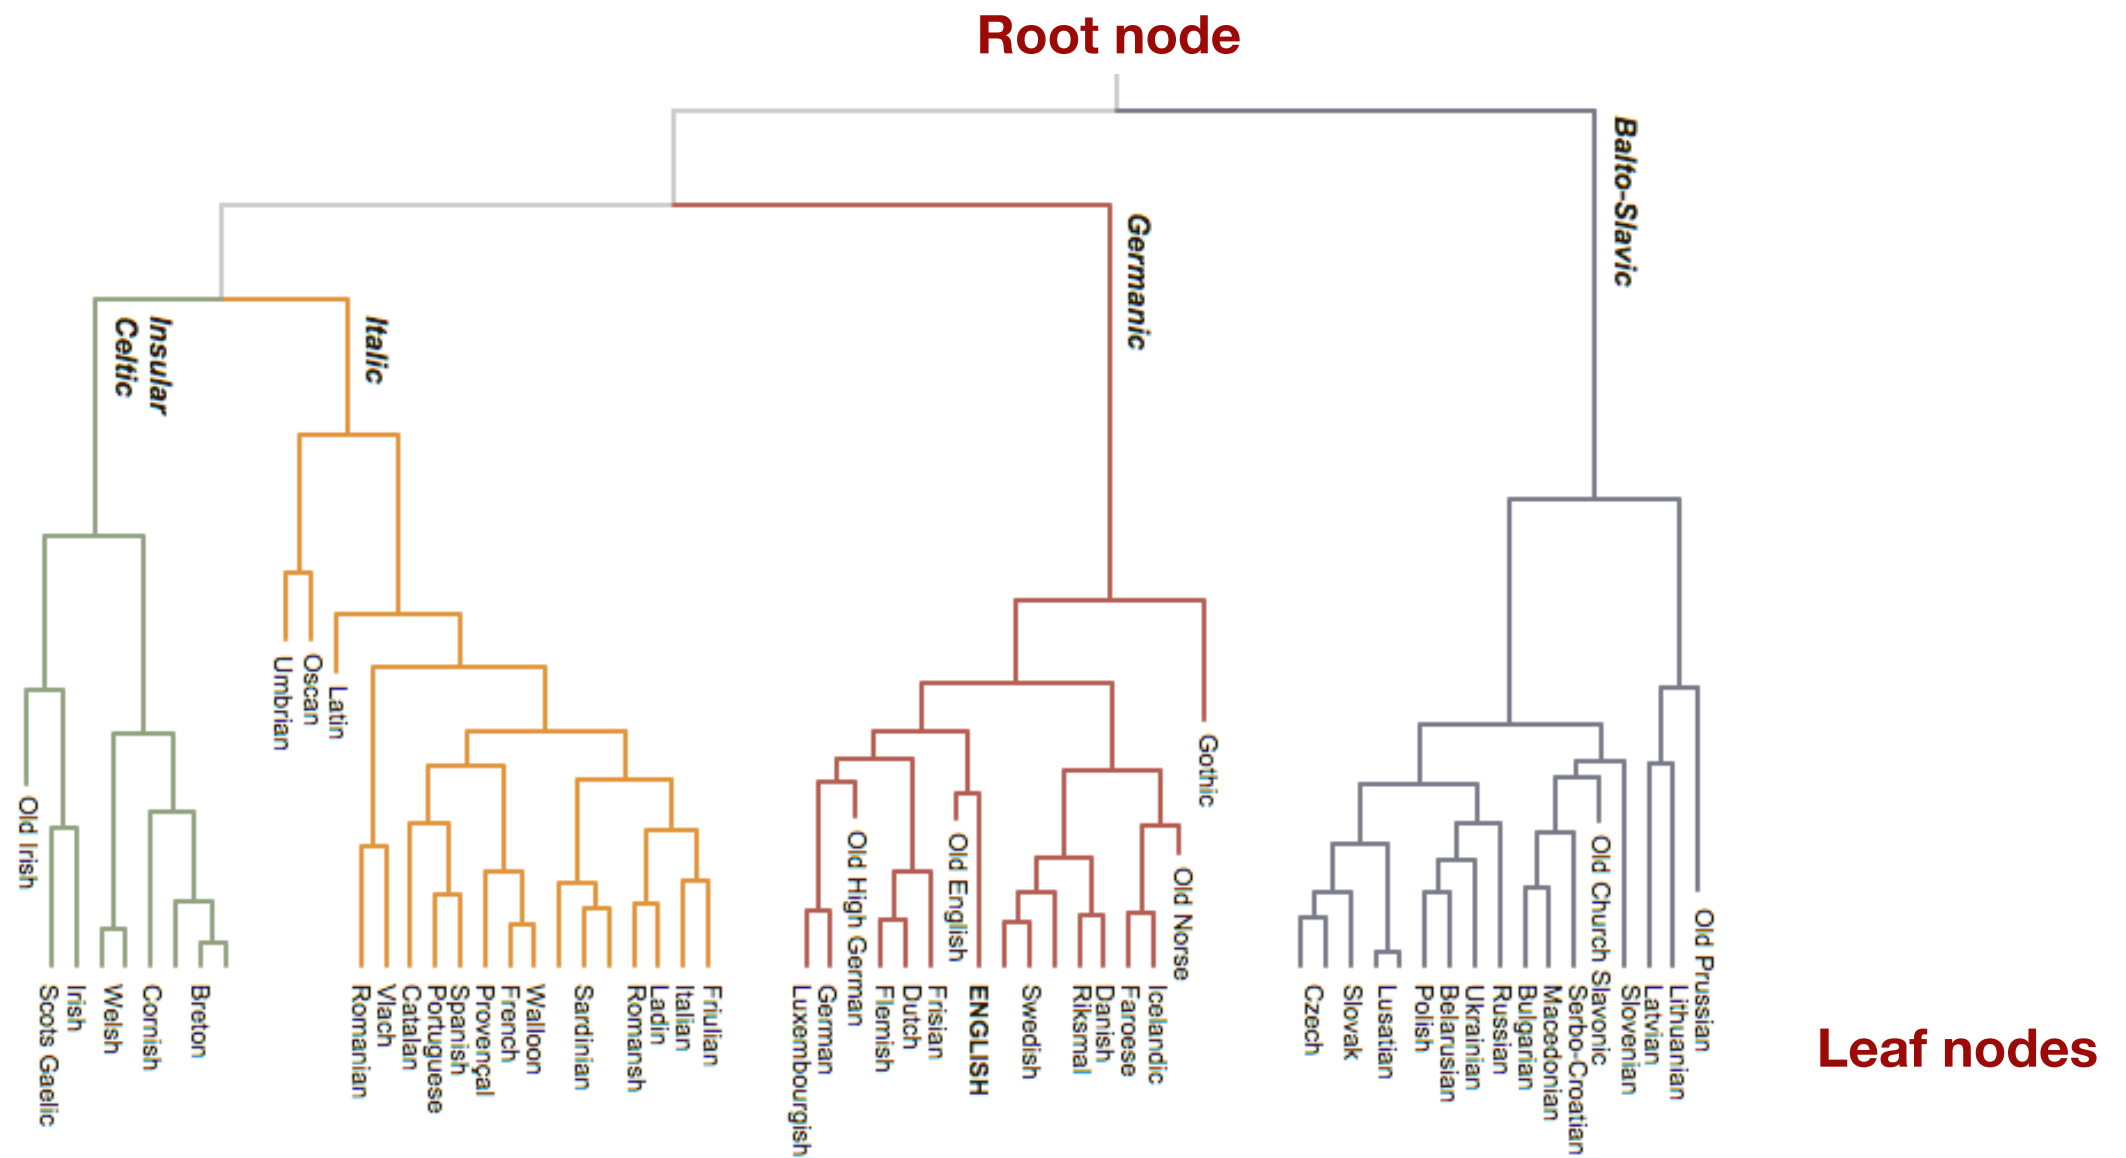 Root node
Balto-Slavic
Germanic
Insular
Celtic
Italic
Umbrian
Oscan
Latin
Gothic
Old Irish
Old High German
Old English
Old Norse
Old Church Slavonic
Old Prussian
Scots Gaelic
Irish
Welsh
Cornish
Breton
Romanian
Vlach
Catalan
Portuguese
Spanish
Provençal
French
Walloon
Sardinian
Romansh
Ladin
Italian
Friulian
Luxembourgish
German
Flemish
Dutch
Frisian
ENGLISH
Swedish
Riksmal
Danish
Faroese
Icelandic
Czech
Slovak
Lusatian
Polish
Belarusian
Ukrainian
Russian
Bulgarian
Macedonian
Serbo-Croatian
Slovenian
Latvian
Lithuanian
Leaf nodes